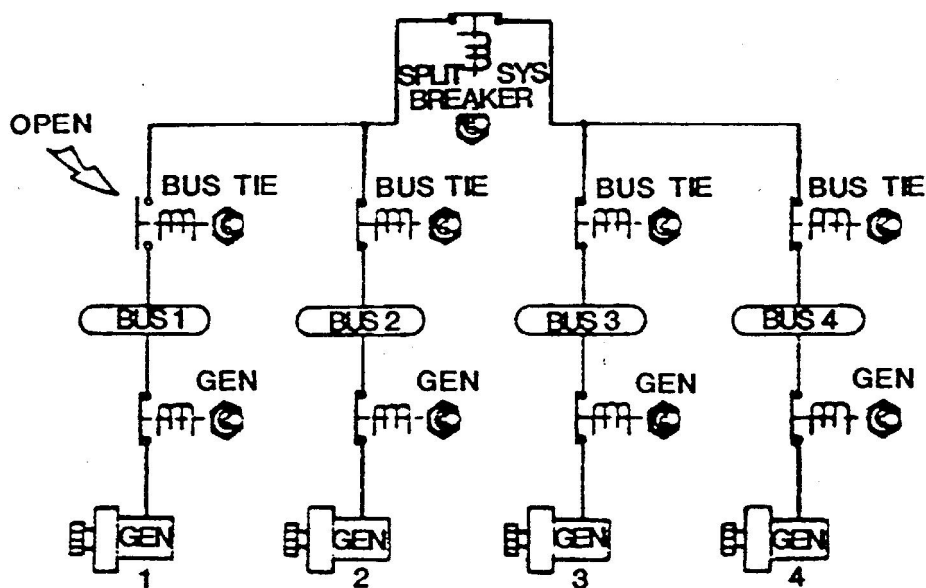 SPLIT SYS
BREAKER
OPEN
BUS TIE BUS TIE BUS TIE BUS TIE
BUS 1 BUS 2 BUS 3 BUS 4
GEN GEN GEN GEN
GEN GEN GEN GEN
1 2 3 4